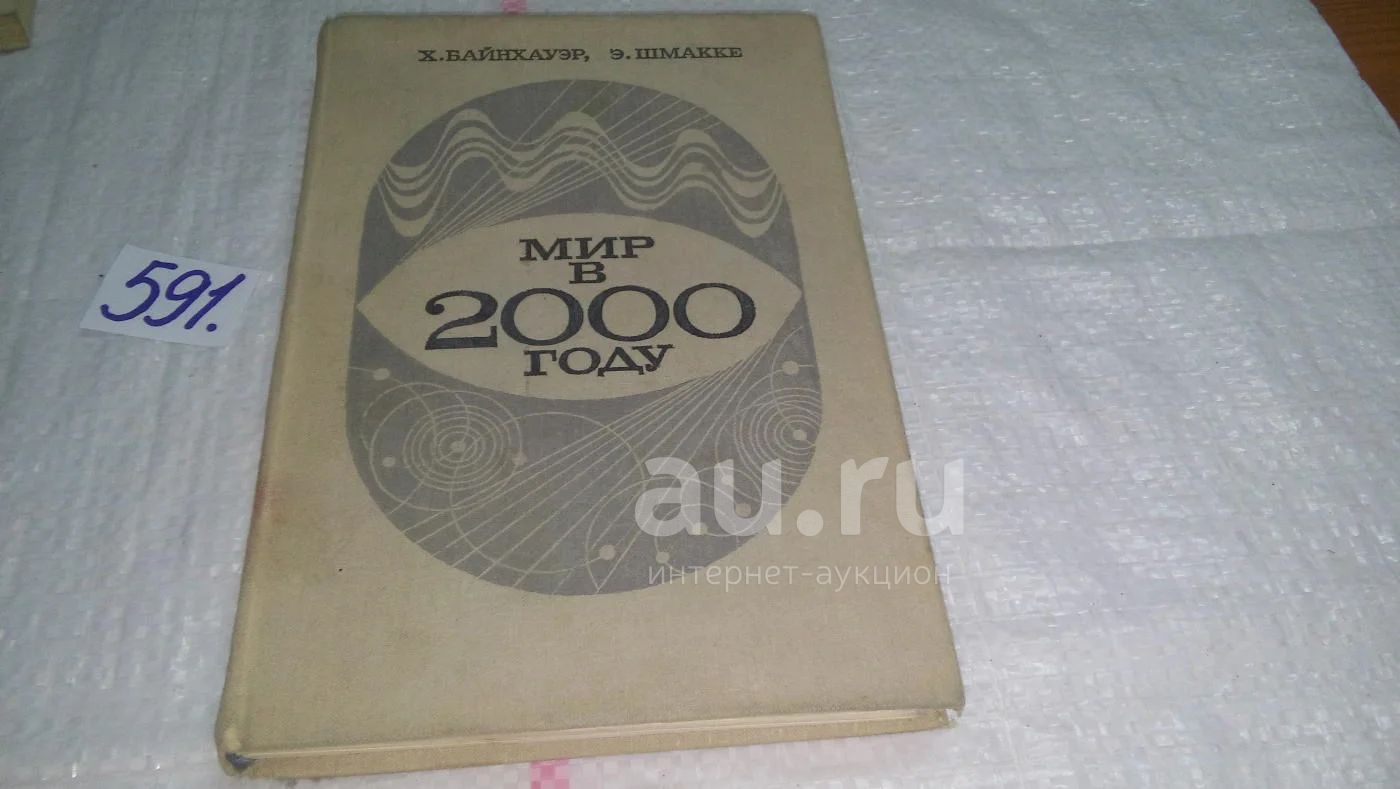 Х.БАЙНХАУЭР, Э.ШМАККЕ
МИР
В
2000
ГОДУ
591.
au.ru
интернет-аукцион